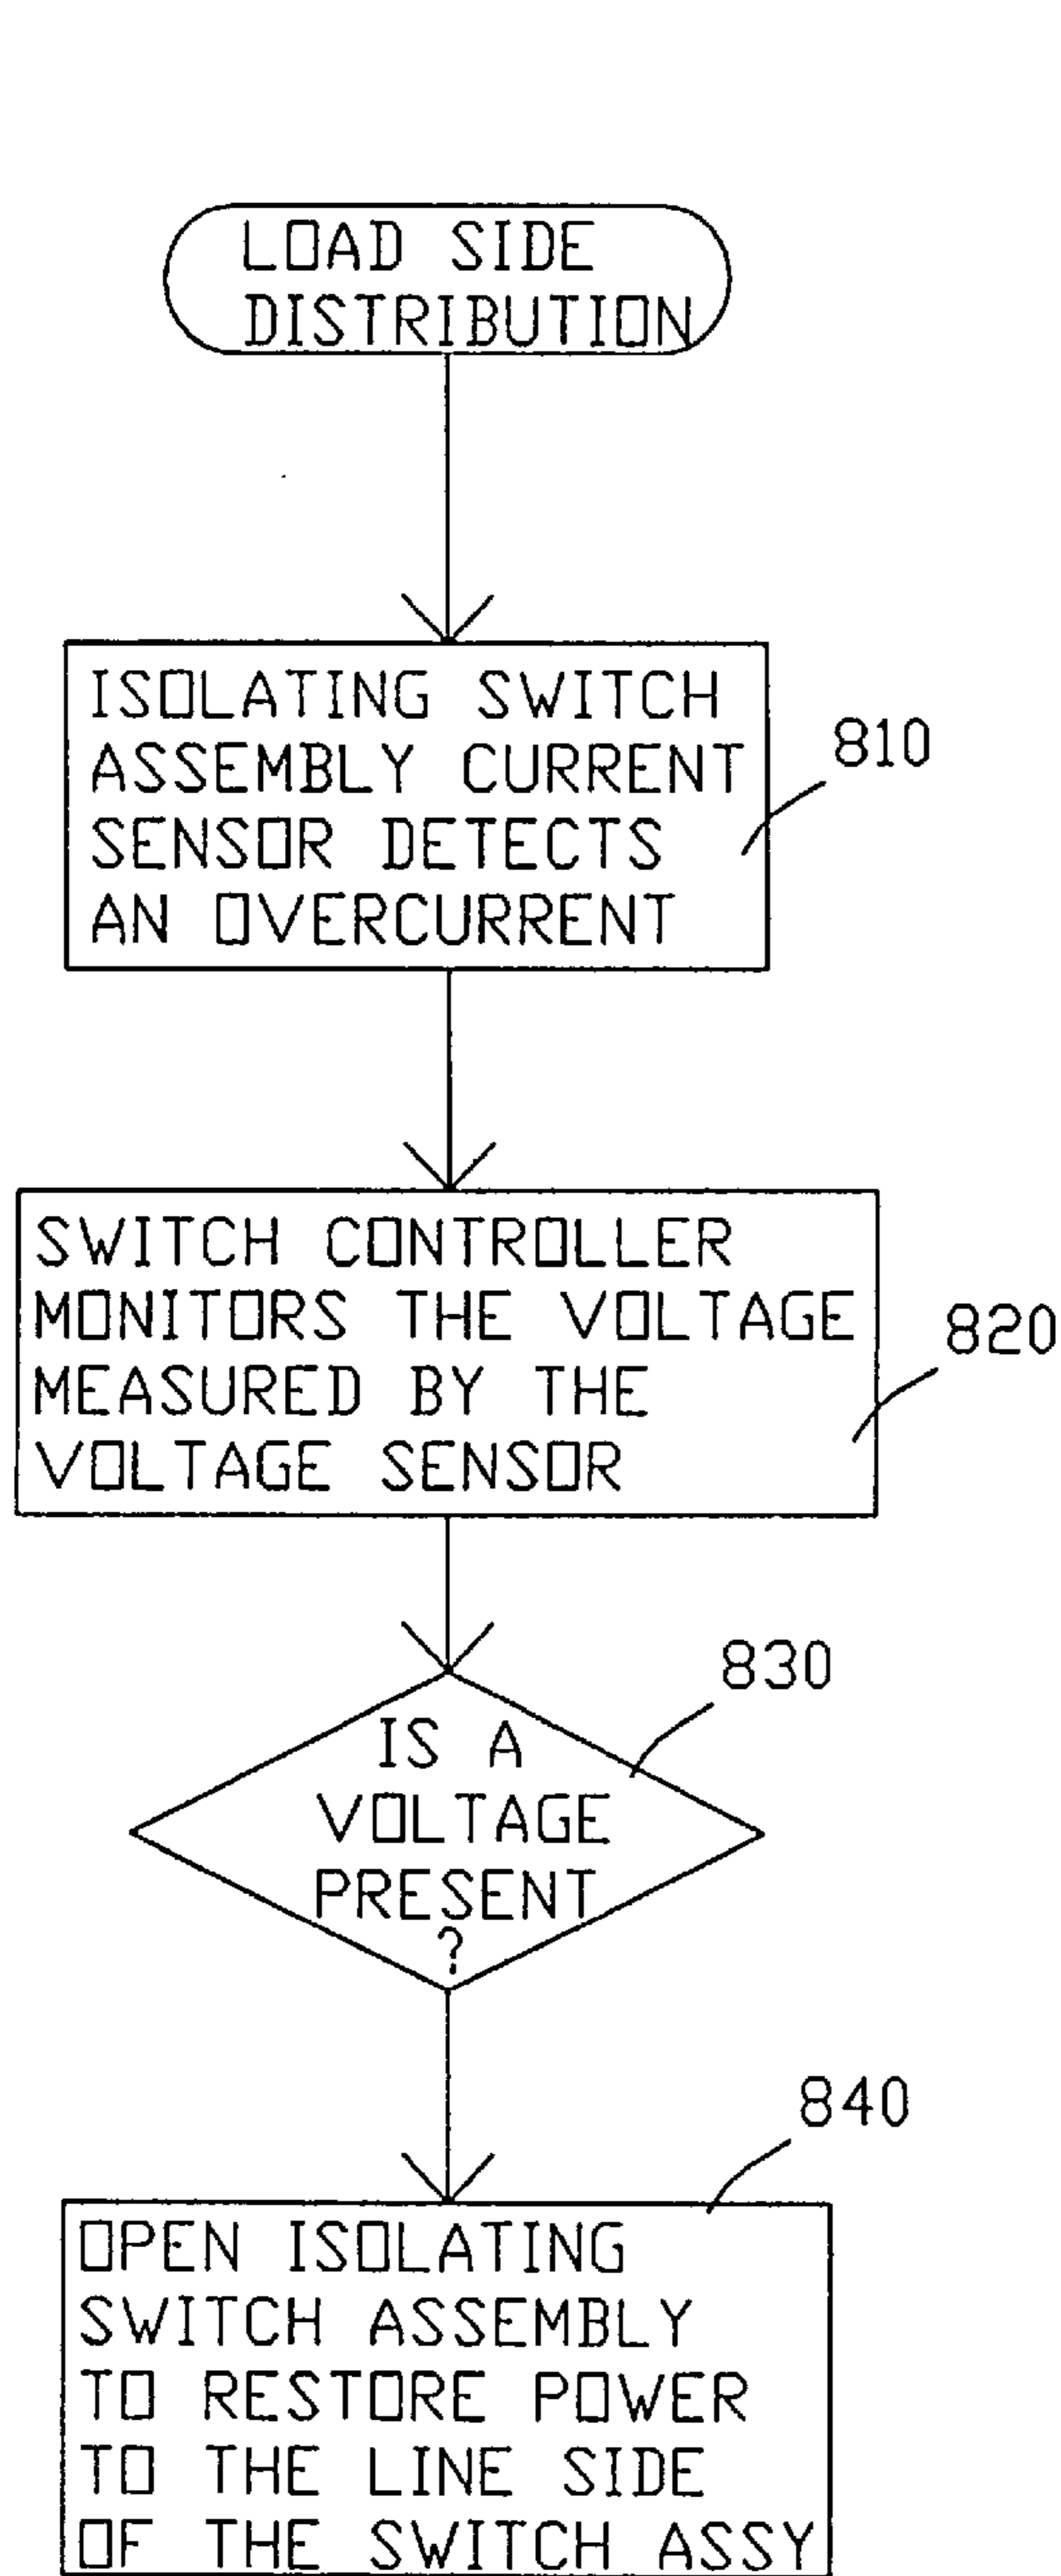 LOAD SIDE
DISTRIBUTION
ISOLATING SWITCH
ASSEMBLY CURRENT
SENSOR DETECTS
AN OVERCURRENT
810
SWITCH CONTROLLER
MONITORS THE VOLTAGE
MEASURED BY THE
VOLTAGE SENSOR
820
830
IS A
VOLTAGE
PRESENT
?
840
OPEN ISOLATING
SWITCH ASSEMBLY
TO RESTORE POWER
TO THE LINE SIDE
OF THE SWITCH ASSY